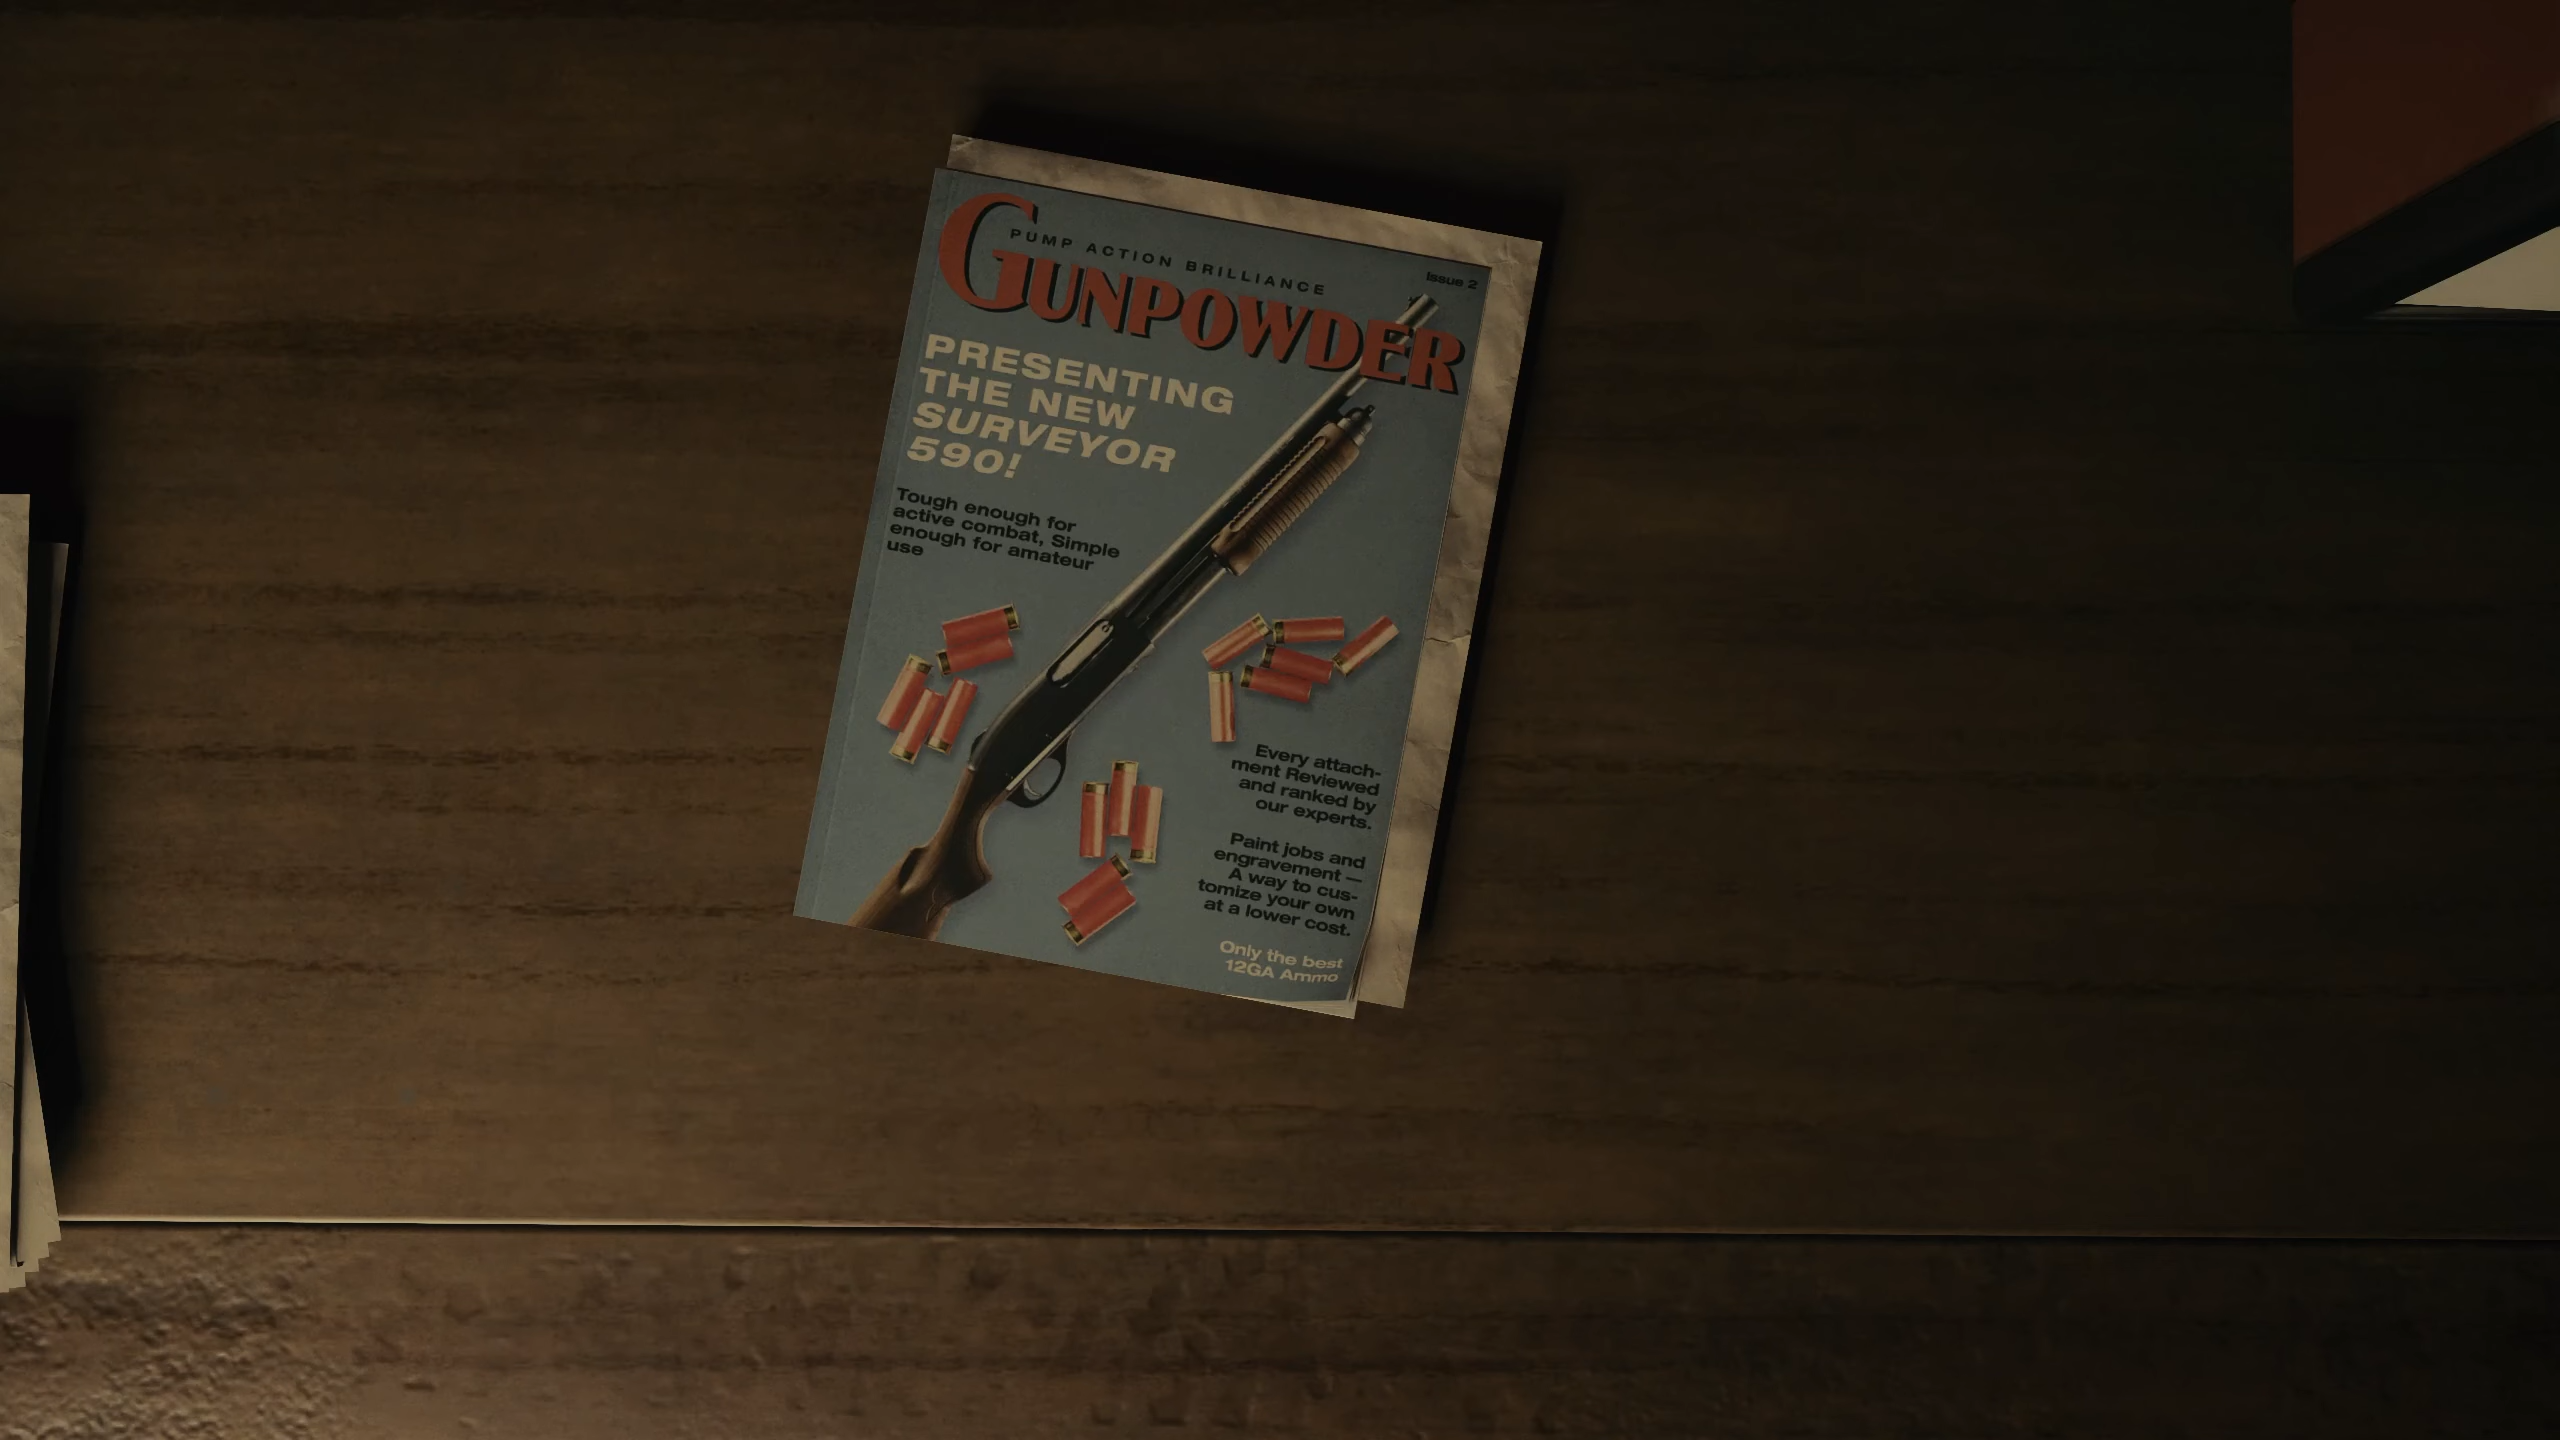 PUMP ACTION BRILLIANCE
Issue 2
GUNPOWDER
PRESENTING
THE NEW
SURVEYOR
590!
Tough enough for
active combat, Simple
enough for amateur
use
Every attach-
ment Reviewed
and ranked by
our experts.
Paint jobs and
engravement —
A way to cus-
tomize your own
at a lower cost.
Only the best
12GA Ammo